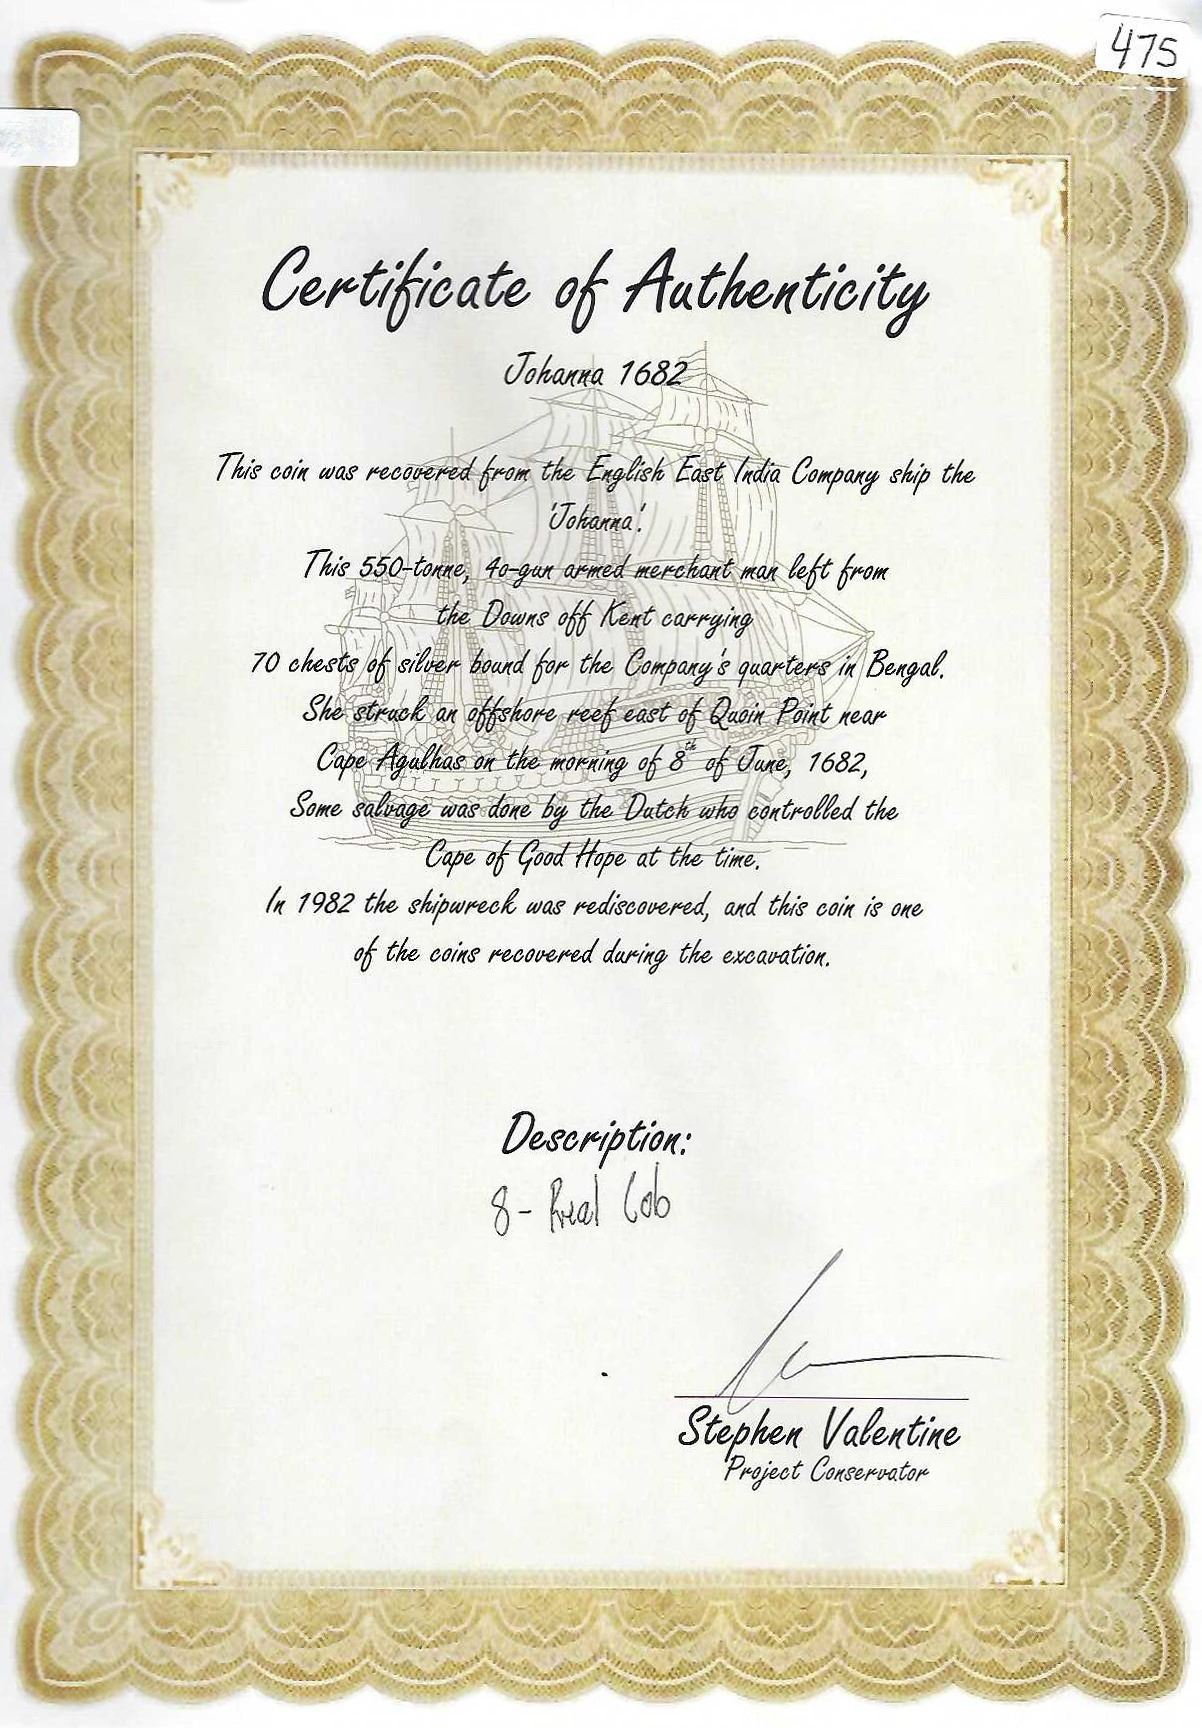 475
Certificate of Authenticity
Johanna 1682
This coin was recovered from the English East India Company ship the
'Johanna'.
This 550-tonne, 40-gun armed merchant man left from
the Downs off Kent carrying
70 chests of silver bound for the Company's quarters in Bengal.
She struck an offshore reef east of Quoin Point near
Cape Agulhas on the morning of 8th of June, 1682,
Some salvage was done by the Dutch who controlled the
Cape of Good Hope at the time.
In 1982 the shipwreck was rediscovered, and this coin is one
of the coins recovered during the excavation.
Description:
8- Real Cob
Stephen Valentine
Project Conservator